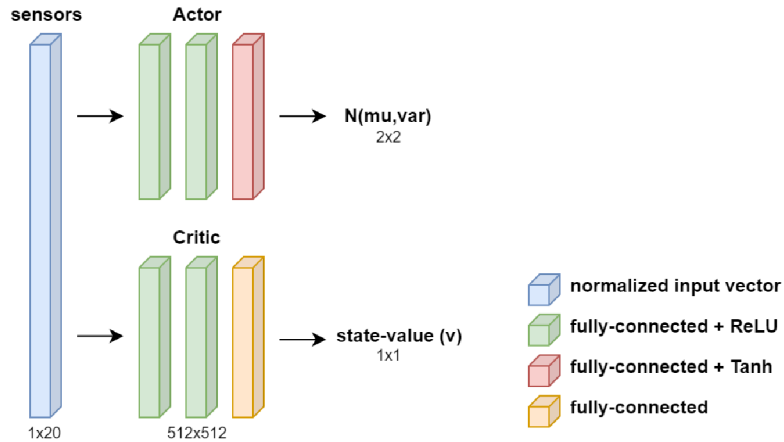 sensors
Actor
N(mu,var)
2x2
Critic
state-value (v)
1x1
1x20
512x512
normalized input vector
fully-connected + ReLU
fully-connected + Tanh
fully-connected